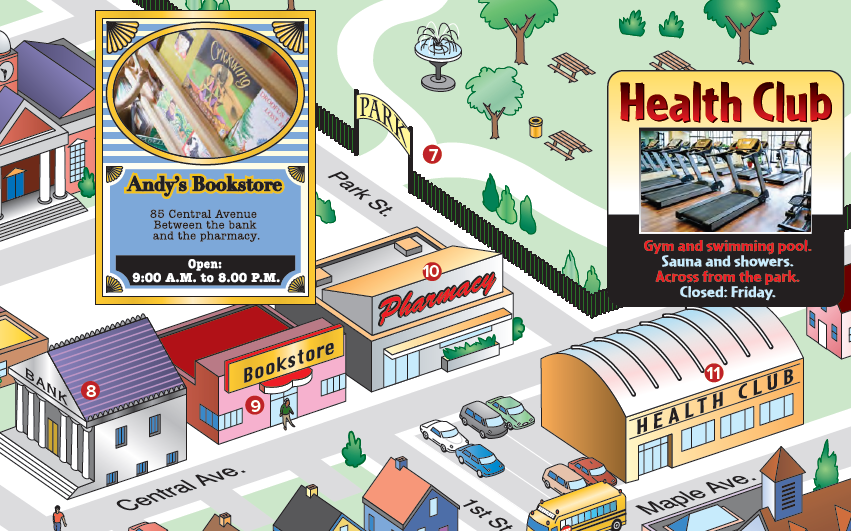 Andy's Bookstore
85 Central Avenue
Between the bank
and the pharmacy.
Open:
9:00 A.M. to 8.00 P.M.
PARK
7
Park St.
Health Club
Gym and swimming pool.
Sauna and showers.
Across from the park.
Closed: Friday.
10
Pharmacy
BANK
8
Bookstore
9
11
HEALTH CLUB
Central Ave.
1st St
Maple Ave.